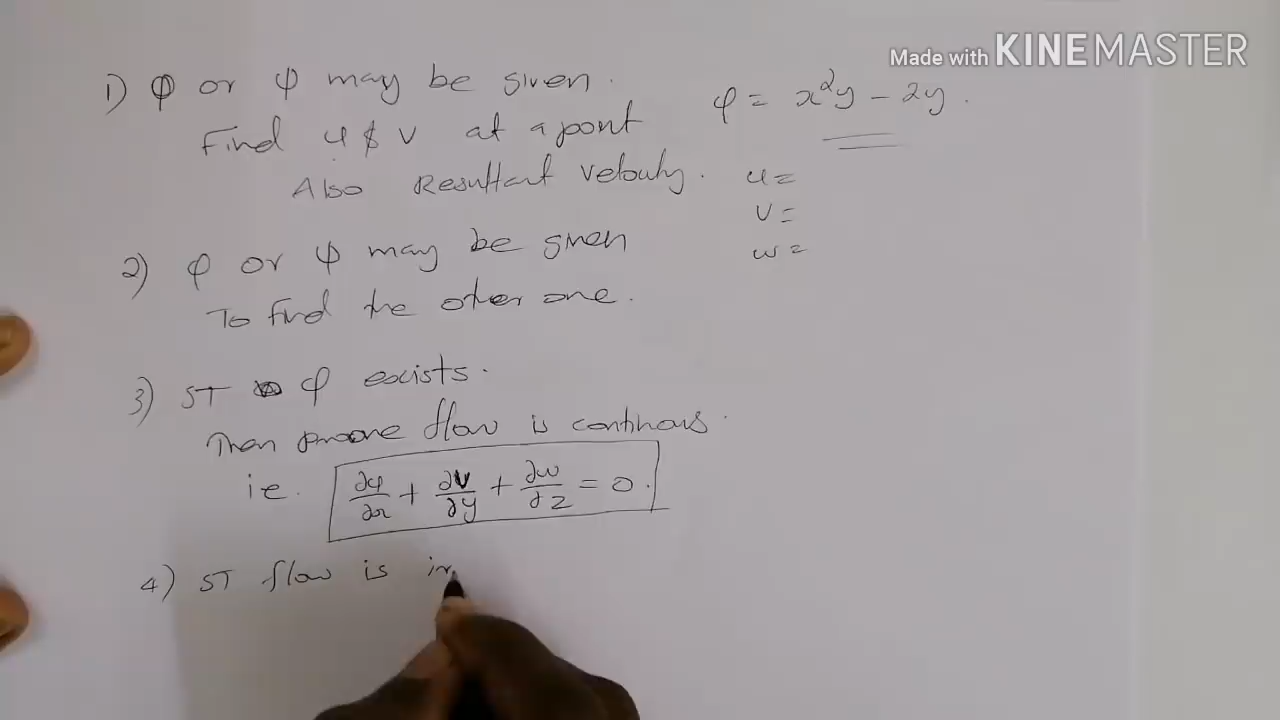 Made with KINEMASTER
1) φ or ψ may be given.
Find u & v at a point
Also Resultant velocity.
φ = x²y - 2y.
u =
v =
w =
2) φ or ψ may be given
To find the other one.
3) ST φ exists.
Then prove flow is continous.
ie. ∂u/∂x + ∂v/∂y + ∂w/∂z = 0.
4) ST flow is ir